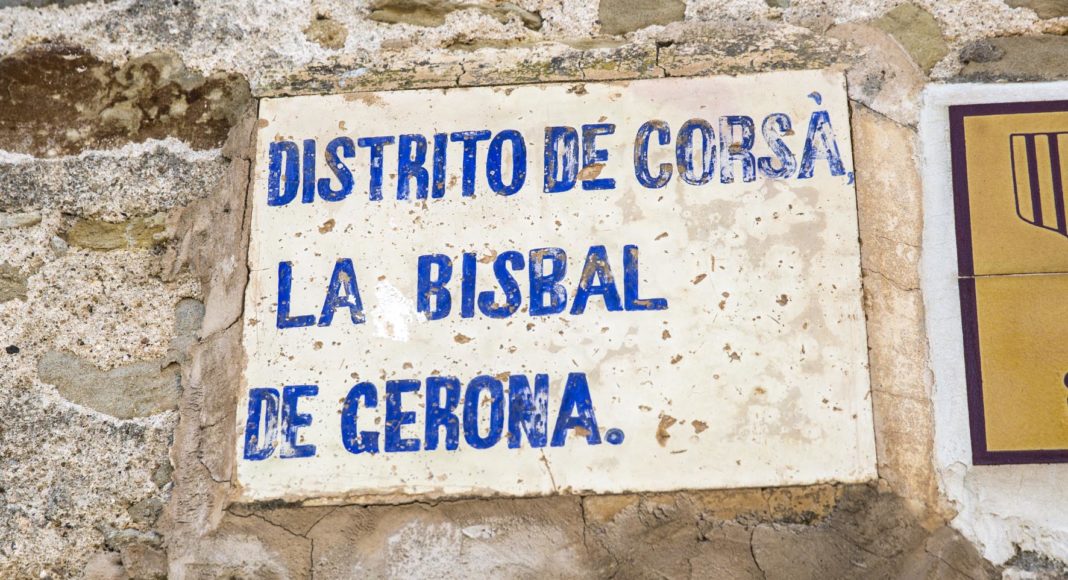 DISTRITO DE CORSÀ,
LA BISBAL
DE GERONA.